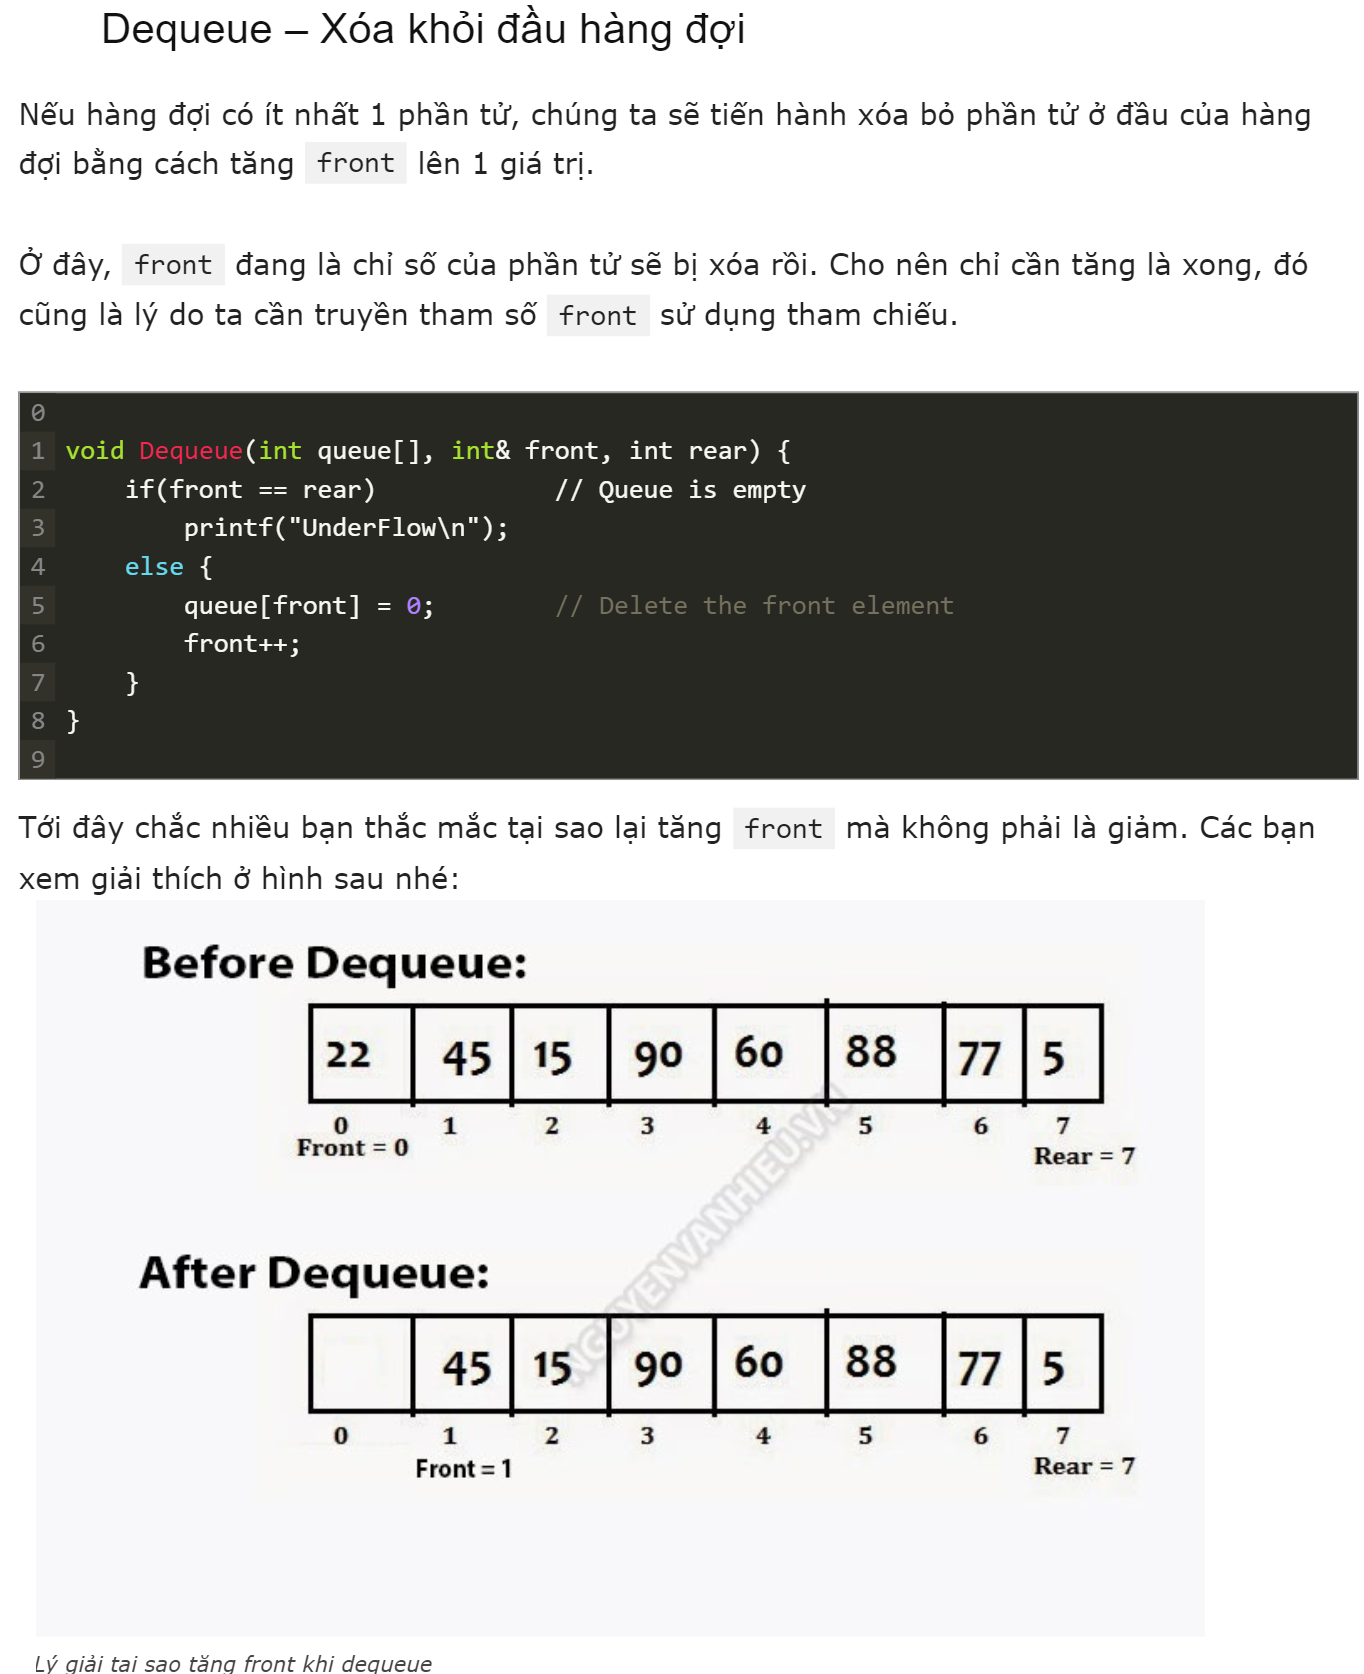 Dequeue – Xóa khỏi đầu hàng đợi
Nếu hàng đợi có ít nhất 1 phần tử, chúng ta sẽ tiến hành xóa bỏ phần tử ở đầu của hàng
đợi bằng cách tăng front lên 1 giá trị.
Ở đây, front đang là chỉ số của phần tử sẽ bị xóa rồi. Cho nên chỉ cần tăng là xong, đó
cũng là lý do ta cần truyền tham số front sử dụng tham chiếu.
0
1 void Dequeue(int queue[], int& front, int rear) {
2 if(front == rear) // Queue is empty
3 printf("UnderFlow\n");
4 else {
5 queue[front] = 0; // Delete the front element
6 front++;
7 }
8 }
9
Tới đây chắc nhiều bạn thắc mắc tại sao lại tăng front mà không phải là giảm. Các bạn
xem giải thích ở hình sau nhé:
Before Dequeue:
22 45 15 90 60 88 77 5
0 1 2 3 4 5 6 7
Front = 0 Rear = 7
After Dequeue:
45 15 90 60 88 77 5
0 1 2 3 4 5 6 7
Front = 1 Rear = 7
NGUYENVANHIEU.VN
Lý giải tại sao tăng front khi dequeue